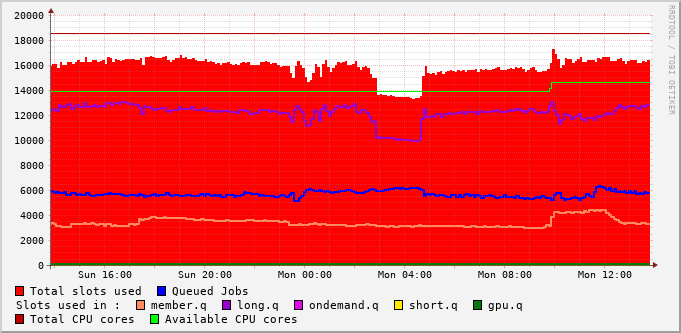 20000
18000
16000
14000
12000
10000
8000
6000
4000
2000
0
Sun 16:00 Sun 20:00 Mon 00:00 Mon 04:00 Mon 08:00 Mon 12:00
RRDTOOL / TOBI OETIKER
Total slots used Queued Jobs
Slots used in : member.q long.q ondemand.q short.q gpu.q
Total CPU cores Available CPU cores